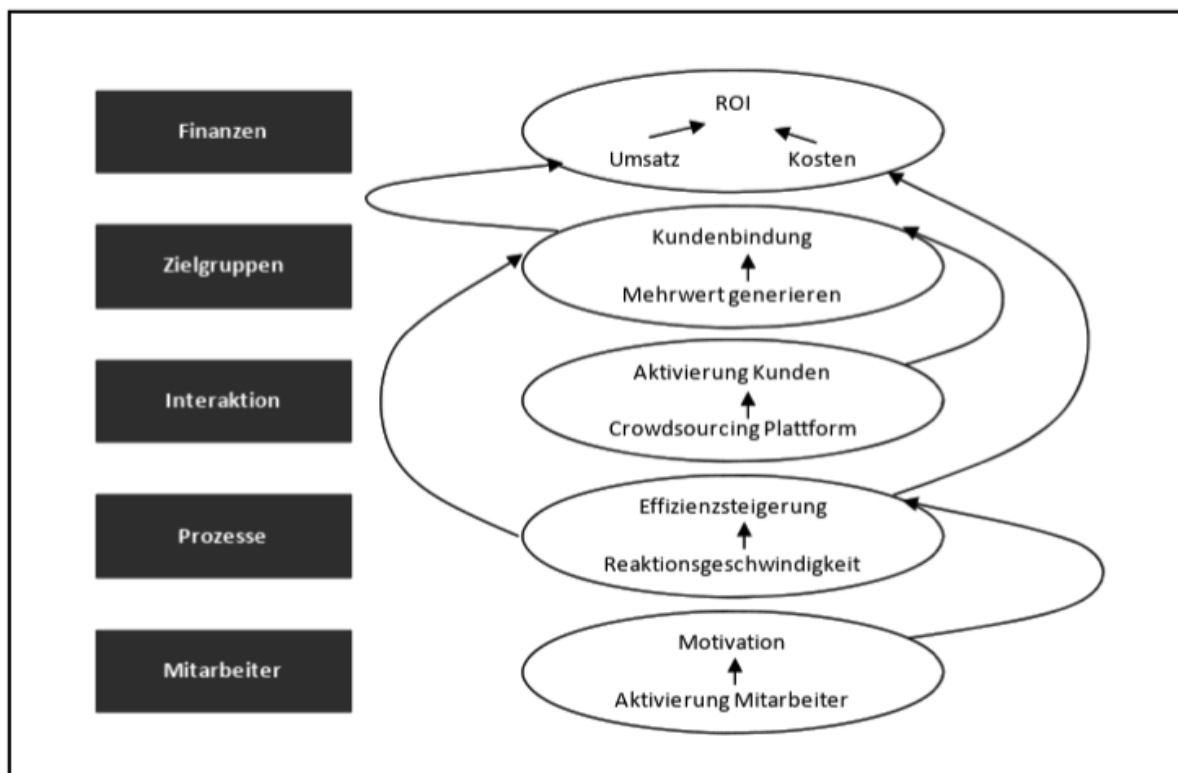 Finanzen
ROI
Umsatz
Kosten
Zielgruppen
Kundenbindung
Mehrwert generieren
Interaktion
Aktivierung Kunden
Crowdsourcing Plattform
Prozesse
Effizienzsteigerung
Reaktionsgeschwindigkeit
Mitarbeiter
Motivation
Aktivierung Mitarbeiter